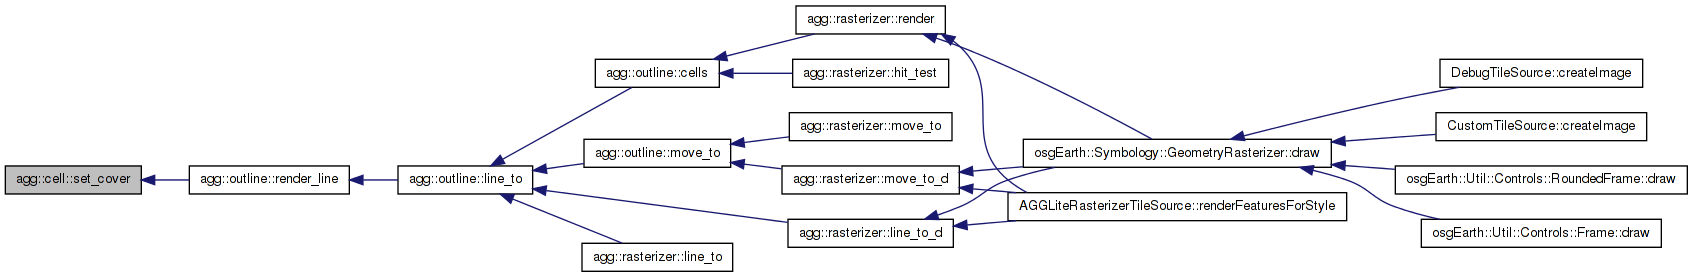 agg::cell::set_cover
agg::outline::render_line
agg::outline::line_to
agg::outline::cells
agg::outline::move_to
agg::rasterizer::line_to
agg::rasterizer::render
agg::rasterizer::hit_test
agg::rasterizer::move_to
agg::rasterizer::move_to_d
agg::rasterizer::line_to_d
osgEarth::Symbology::GeometryRasterizer::draw
AGGLiteRasterizerTileSource::renderFeaturesForStyle
DebugTileSource::createImage
CustomTileSource::createImage
osgEarth::Util::Controls::RoundedFrame::draw
osgEarth::Util::Controls::Frame::draw